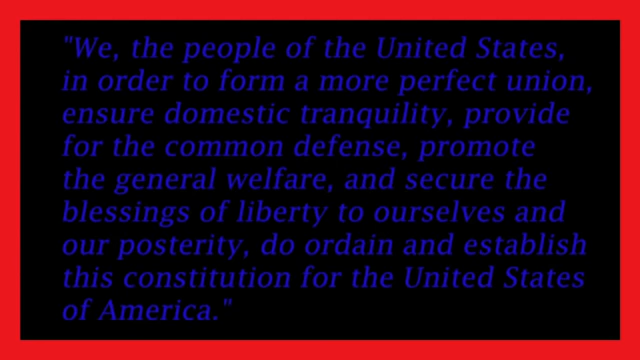 "We, the people of the United States,
in order to form a more perfect union,
ensure domestic tranquility, provide
for the common defense, promote
the general welfare, and secure the
blessings of liberty to ourselves and
our posterity, do ordain and establish
this constitution for the United States
of America."